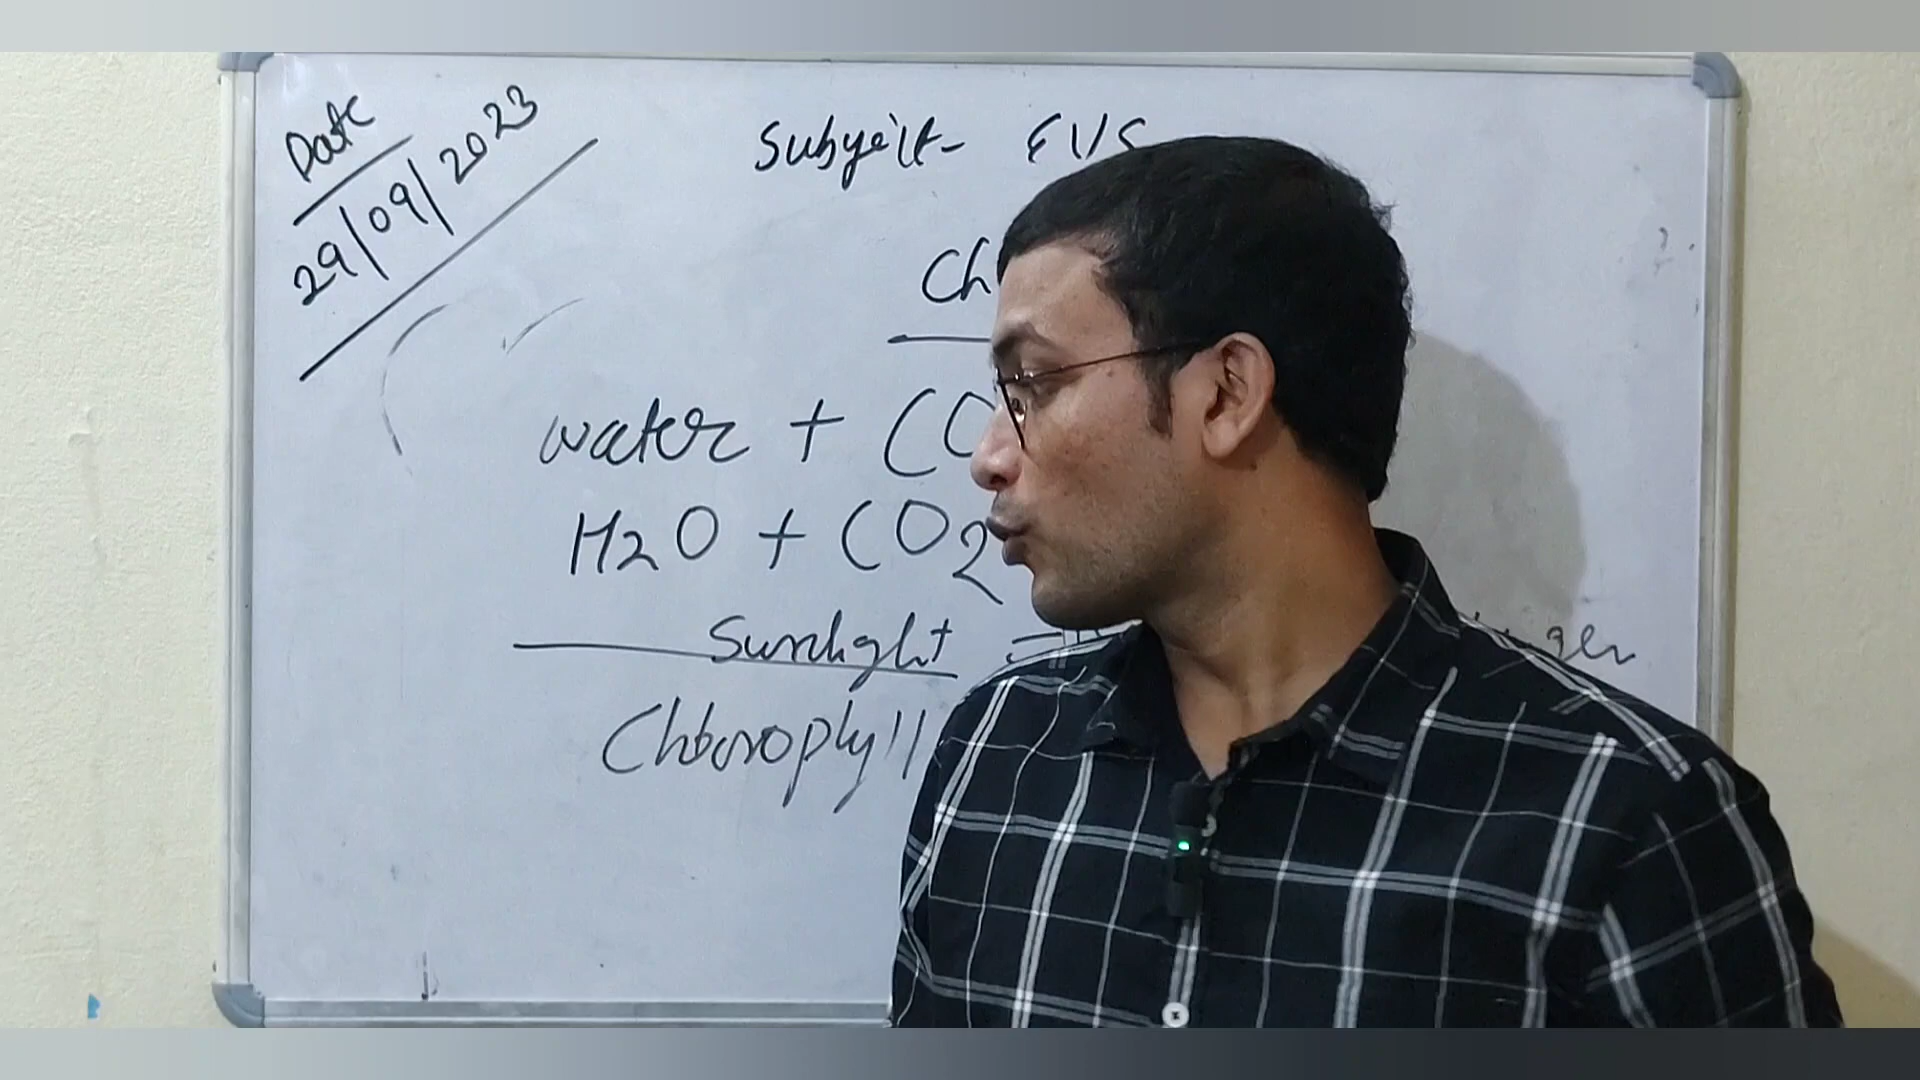 Date
29/09/2023
Subject- EVS
Ch
water + CO
H2O + CO2
Sunlight
Chlorophyll